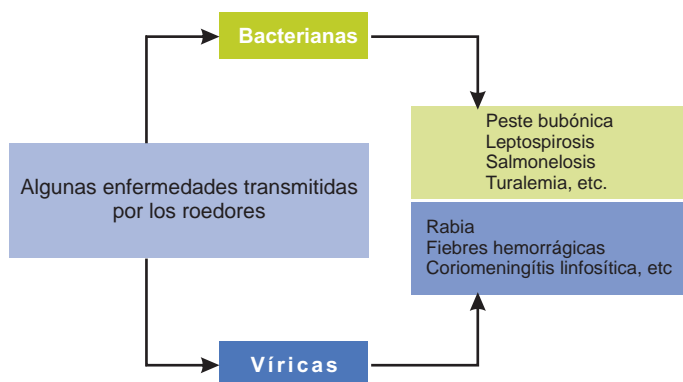 Bacterianas
Peste bubónica
Leptospirosis
Salmonelosis
Turalemia, etc.
Algunas enfermedades transmitidas
por los roedores
Rabia
Fiebres hemorrágicas
Coriomeningítis linfosítica, etc
Víricas